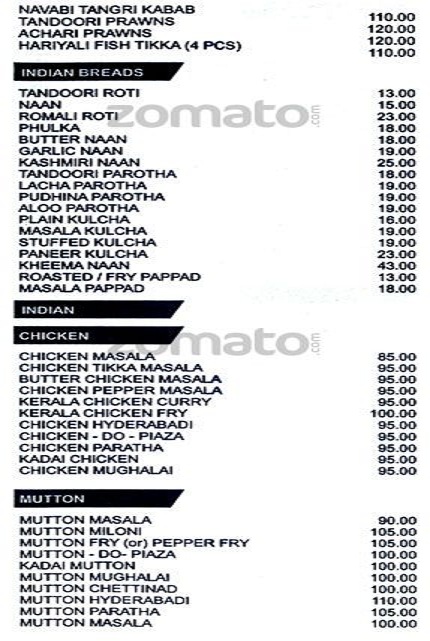 NAVABI TANGRI KABAB 110.00
TANDOORI PRAWNS 120.00
ACHARI PRAWNS 120.00
HARIYALI FISH TIKKA (4 PCS) 110.00
INDIAN BREADS
TANDOORI ROTI 13.00
NAAN 15.00
ROMALI ROTI 23.00
zomato.com
PHULKA 18.00
BUTTER NAAN 18.00
GARLIC NAAN 19.00
KASHMIRI NAAN 25.00
TANDOORI PAROTHA 18.00
LACHA PAROTHA 19.00
PUDHINA PAROTHA 19.00
ALOO PAROTHA 19.00
PLAIN KULCHA 16.00
MASALA KULCHA 19.00
STUFFED KULCHA 19.00
PANEER KULCHA 23.00
KHEEMA NAAN 43.00
ROASTED / FRY PAPPAD 13.00
MASALA PAPPAD 18.00
INDIAN
CHICKEN
zomato.com
CHICKEN MASALA 85.00
CHICKEN TIKKA MASALA 95.00
BUTTER CHICKEN MASALA 95.00
CHICKEN PEPPER MASALA 95.00
KERALA CHICKEN CURRY 95.00
KERALA CHICKEN FRY 100.00
CHICKEN HYDERABADI 95.00
CHICKEN - DO - PIAZA 95.00
CHICKEN PARATHA 95.00
KADAI CHICKEN 95.00
CHICKEN MUGHALAI 95.00
MUTTON
MUTTON MASALA 90.00
MUTTON MILONI 105.00
MUTTON FRY (or) PEPPER FRY 105.00
MUTTON - DO- PIAZA 100.00
KADAI MUTTON 100.00
MUTTON MUGHALAI 100.00
MUTTON CHETTINAD 100.00
MUTTON HYDERABADI 110.00
MUTTON PARATHA 105.00
MUTTON MASALA 100.00